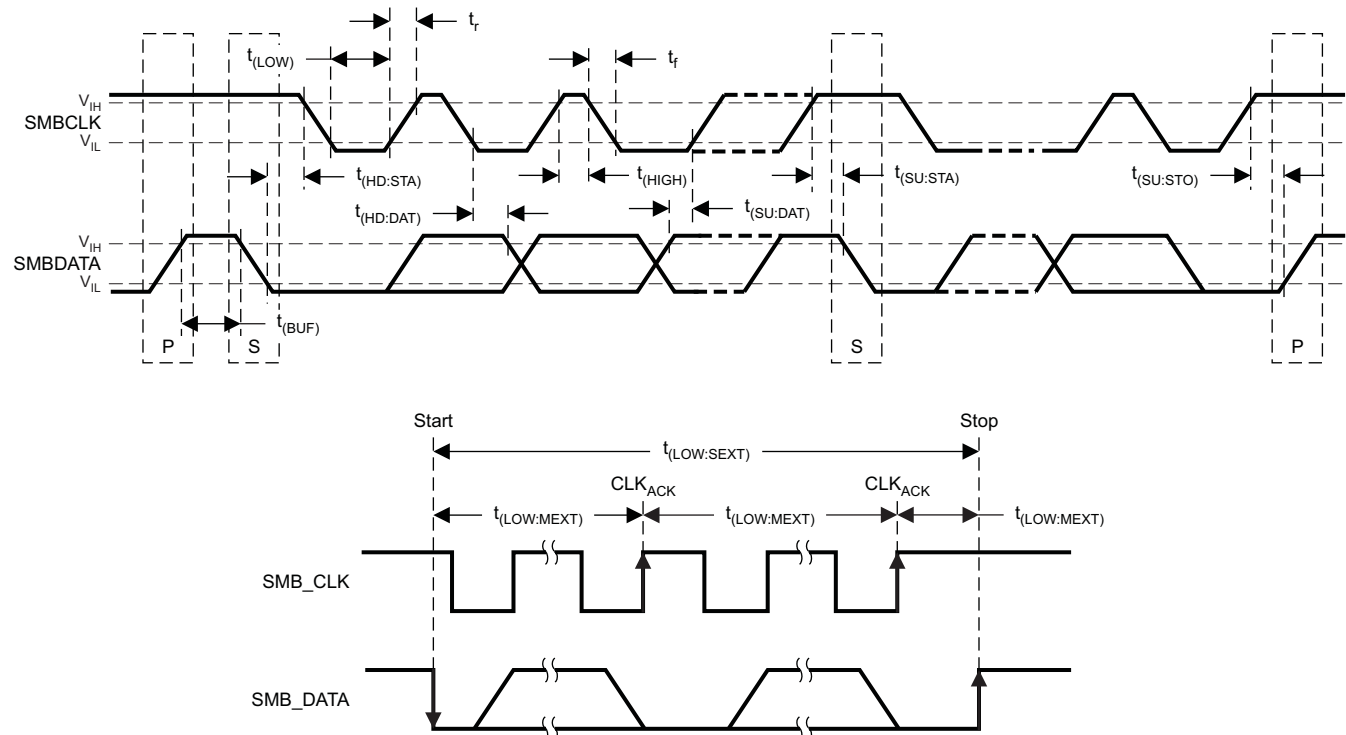 t(LOW)
tr
tf
VIH
SMBCLK
VIL
t(HD:STA)
t(HIGH)
t(SU:STA)
t(SU:STO)
t(HD:DAT)
t(SU:DAT)
VIH
SMBDATA
VIL
t(BUF)
P
S
S
P
Start
Stop
t(LOW:SEXT)
CLKACK
CLKACK
t(LOW:MEXT)
t(LOW:MEXT)
t(LOW:MEXT)
SMB_CLK
SMB_DATA